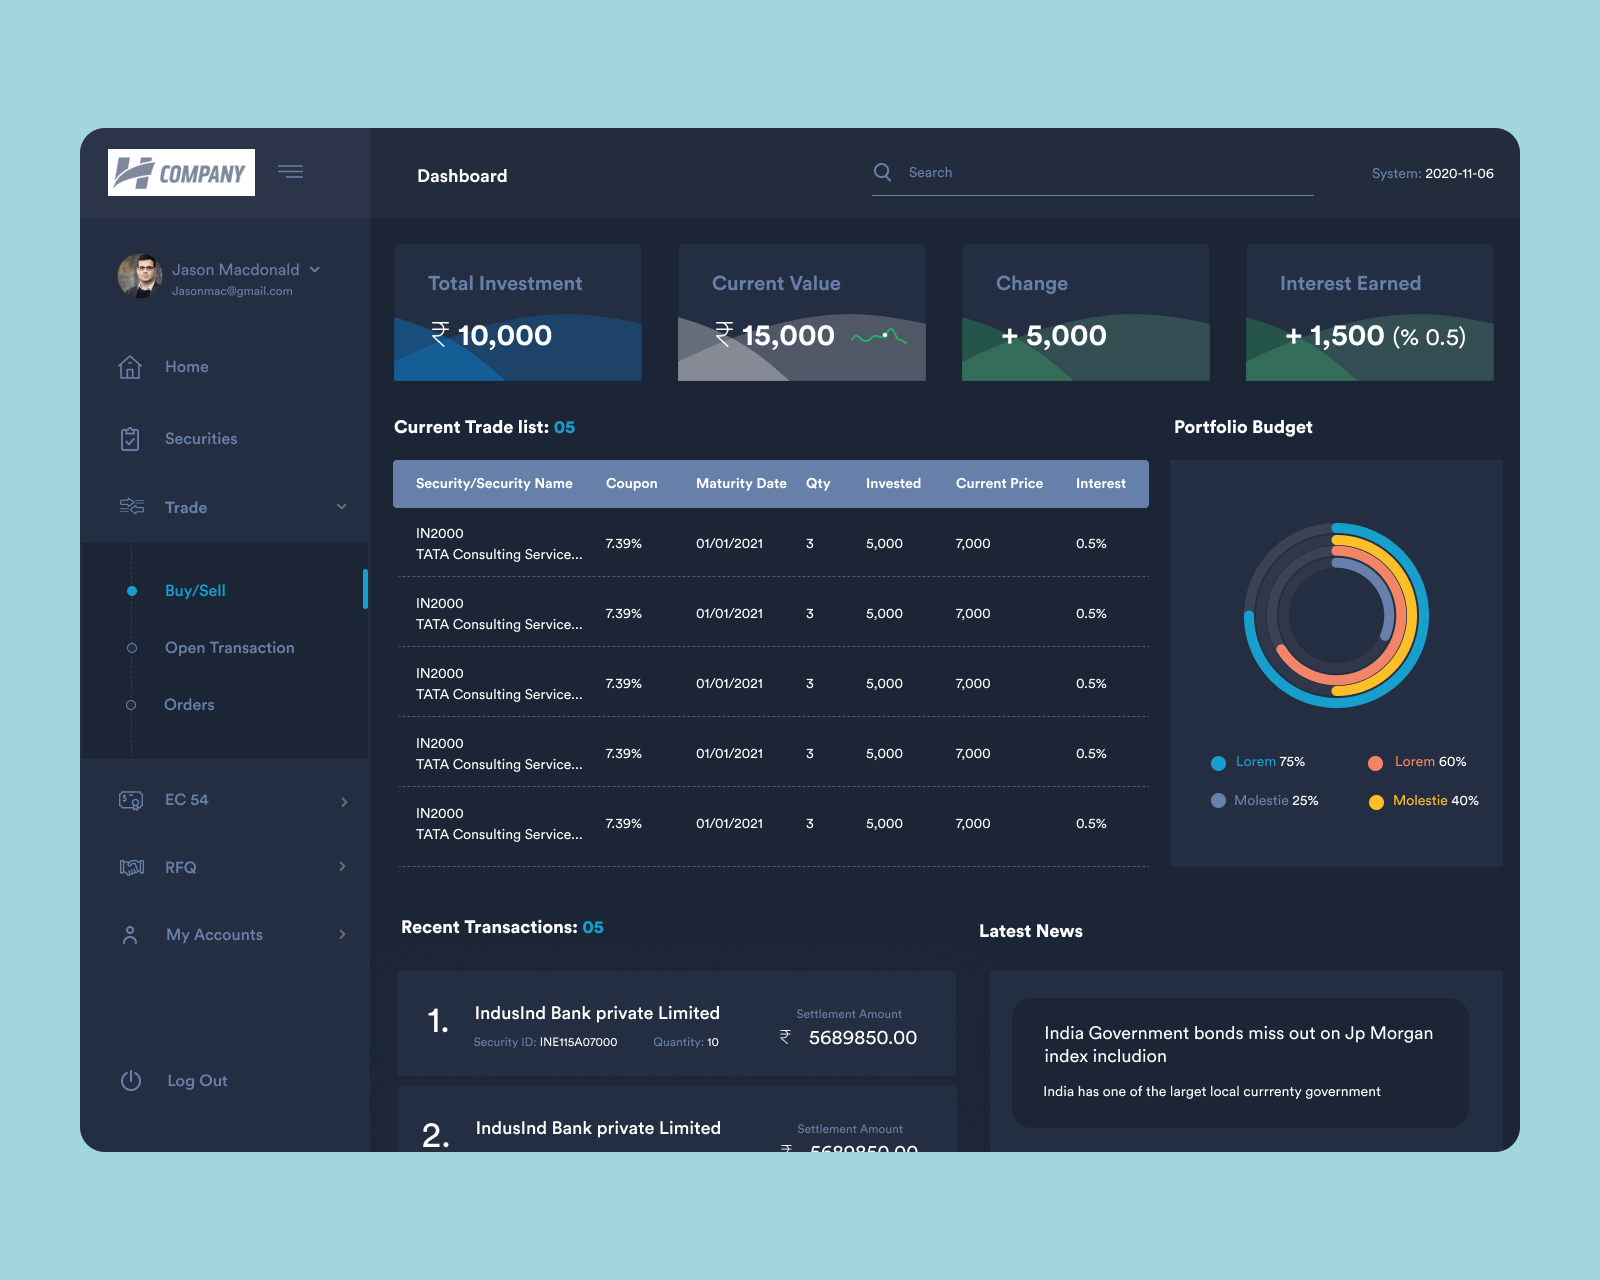 COMPANY
Dashboard
Search
System: 2020-11-06
Jason Macdonald
Jasonmac@gmail.com
Home
Securities
Trade
Buy/Sell
Open Transaction
Orders
EC 54
RFQ
My Accounts
Log Out
Total Investment
₹ 10,000
Current Value
₹ 15,000
Change
+ 5,000
Interest Earned
+ 1,500 (% 0.5)
Current Trade list: 05
Security/Security Name Coupon Maturity Date Qty Invested Current Price Interest
IN2000
TATA Consulting Service... 7.39% 01/01/2021 3 5,000 7,000 0.5%
IN2000
TATA Consulting Service... 7.39% 01/01/2021 3 5,000 7,000 0.5%
IN2000
TATA Consulting Service... 7.39% 01/01/2021 3 5,000 7,000 0.5%
IN2000
TATA Consulting Service... 7.39% 01/01/2021 3 5,000 7,000 0.5%
IN2000
TATA Consulting Service... 7.39% 01/01/2021 3 5,000 7,000 0.5%
Portfolio Budget
Lorem 75%
Lorem 60%
Molestie 25%
Molestie 40%
Recent Transactions: 05
1. IndusInd Bank private Limited
Security ID: INE115A07000 Quantity: 10
Settlement Amount
₹ 5689850.00
2. IndusInd Bank private Limited
Settlement Amount
₹ 5689850.00
Latest News
India Government bonds miss out on Jp Morgan
index includion
India has one of the larget local currrenty government